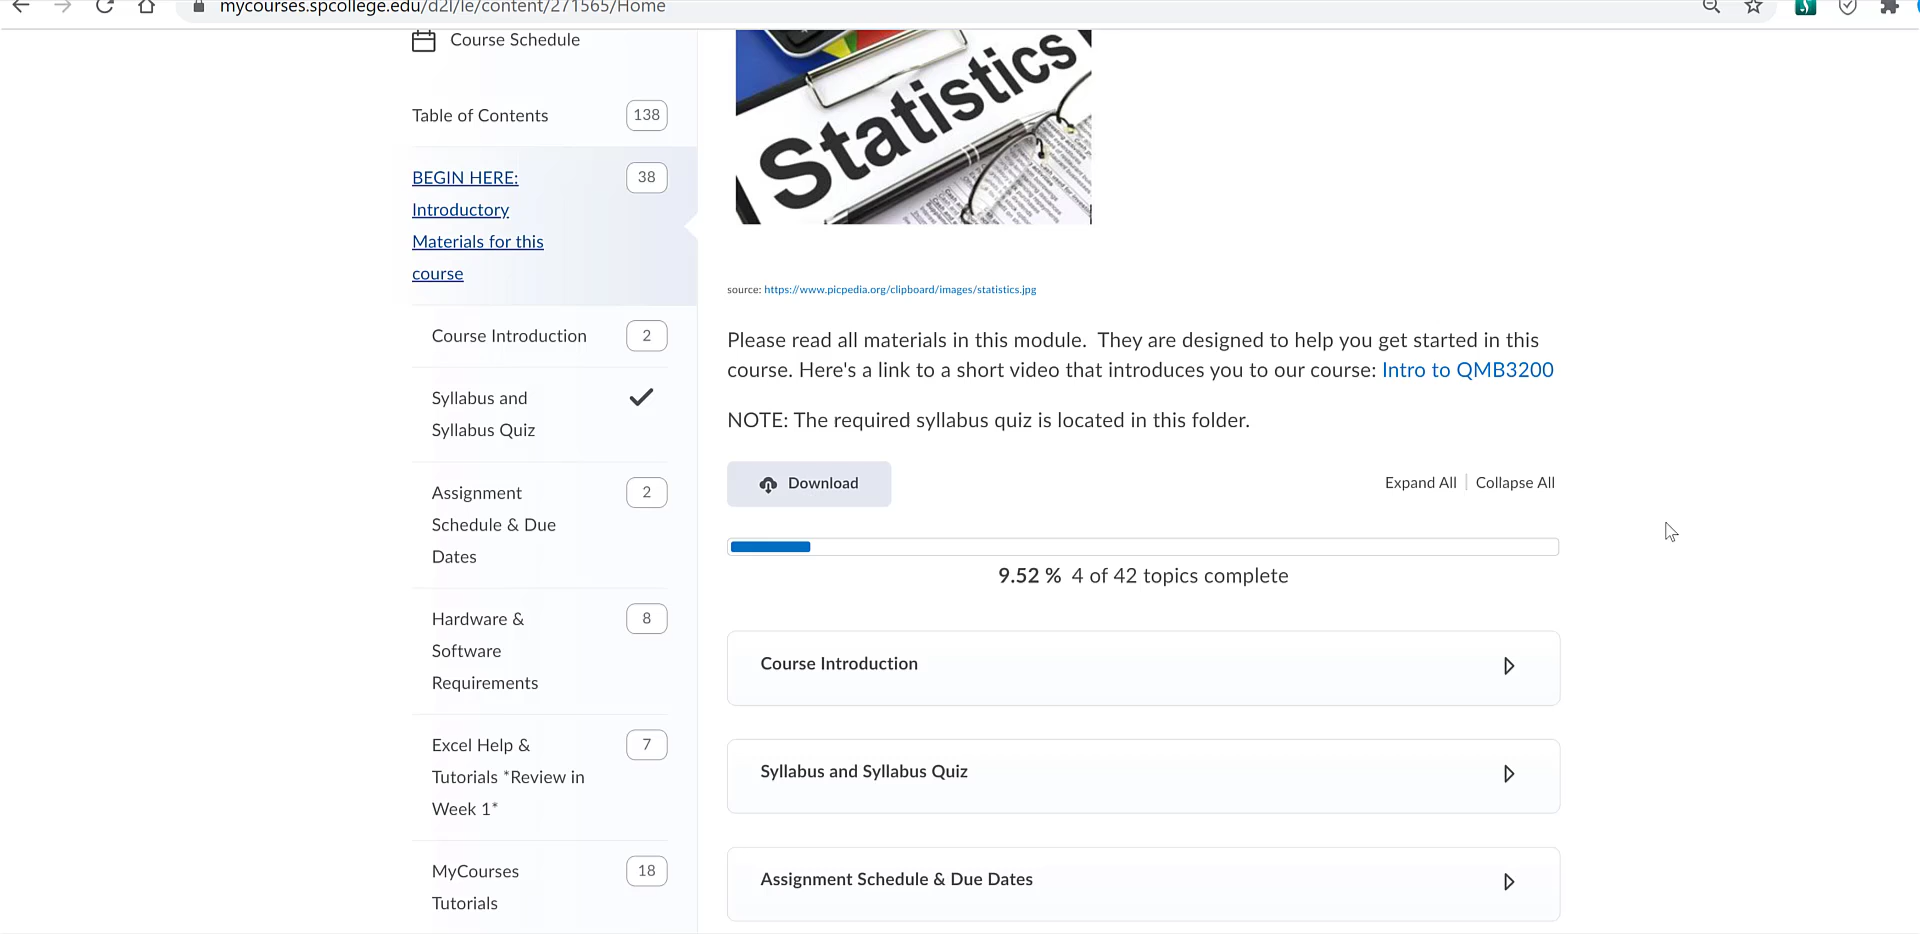 mycourses.spcollege.edu/d2l/le/content/271565/Home
Course Schedule
Table of Contents
138
BEGIN HERE:
38
Introductory
Materials for this
course
Course Introduction
2
Syllabus and
Syllabus Quiz
Assignment
2
Schedule & Due
Dates
Hardware &
8
Software
Requirements
Excel Help &
7
Tutorials *Review in
Week 1*
MyCourses
18
Tutorials
Statistics
source: https://www.picpedia.org/clipboard/images/statistics.jpg
Please read all materials in this module.  They are designed to help you get started in this
course. Here's a link to a short video that introduces you to our course: Intro to QMB3200
NOTE: The required syllabus quiz is located in this folder.
Download
Expand All
Collapse All
9.52 % 4 of 42 topics complete
Course Introduction
Syllabus and Syllabus Quiz
Assignment Schedule & Due Dates